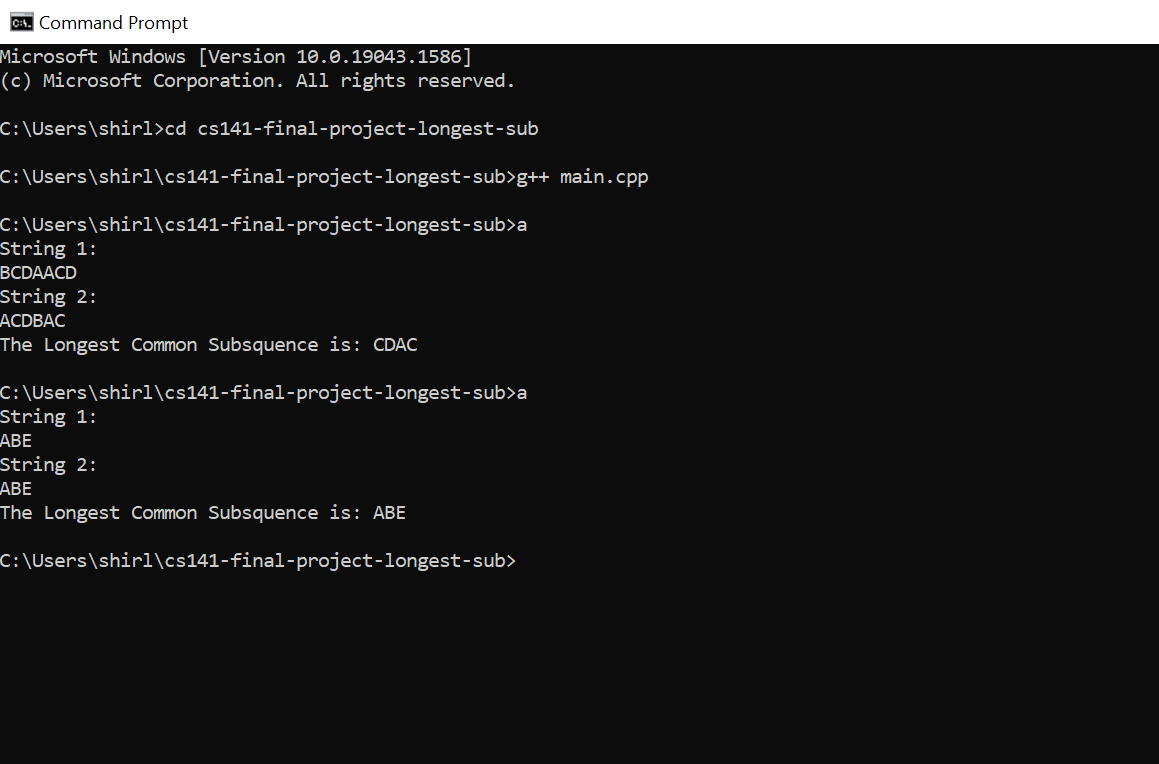 Command Prompt
Microsoft Windows [Version 10.0.19043.1586]
(c) Microsoft Corporation. All rights reserved.
C:\Users\shirl>cd cs141-final-project-longest-sub
C:\Users\shirl\cs141-final-project-longest-sub>g++ main.cpp
C:\Users\shirl\cs141-final-project-longest-sub>a
String 1:
BCDAACD
String 2:
ACDBAC
The Longest Common Subsquence is: CDAC
C:\Users\shirl\cs141-final-project-longest-sub>a
String 1:
ABE
String 2:
ABE
The Longest Common Subsquence is: ABE
C:\Users\shirl\cs141-final-project-longest-sub>